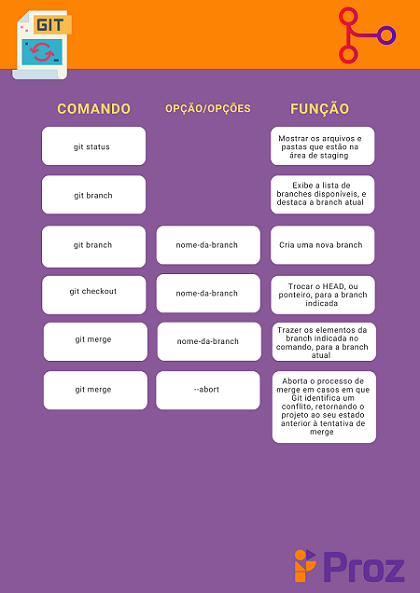 GIT
COMANDO OPÇÃO/OPÇÕES FUNÇÃO
git status
Mostrar os arquivos e
pastas que estão na
área de staging
git branch
Exibe a lista de
branches disponíveis, e
destaca a branch atual
git branch nome-da-branch Cria uma nova branch
git checkout nome-da-branch
Trocar o HEAD, ou
ponteiro, para a branch
indicada
git merge nome-da-branch
Trazer os elementos da
branch indicada no
comando, para a branch
atual
git merge --abort
Aborta o processo de
merge em casos em que
Git identifica um
conflito, retornando o
projeto ao seu estado
anterior à tentativa de
merge
Proz